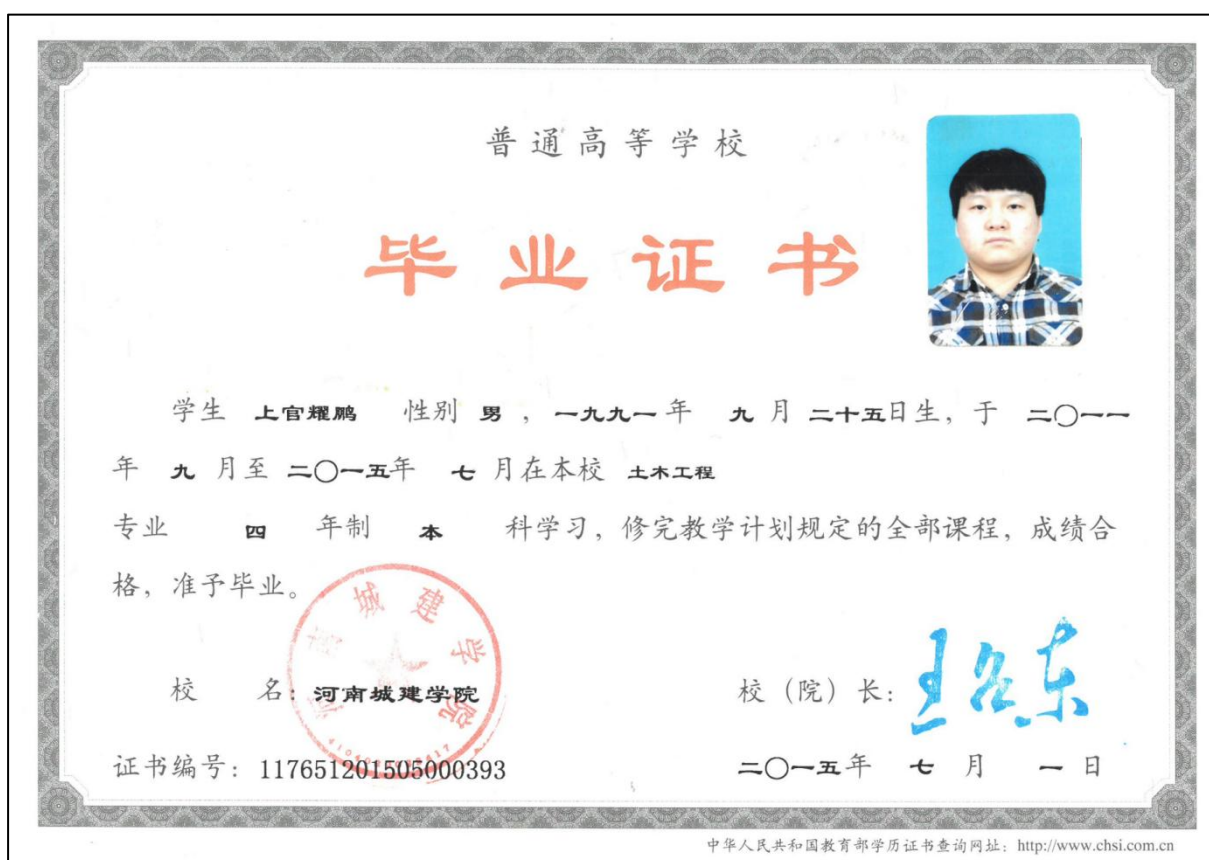 普通高等学校
毕业证书
学生 上官耀鹏 性别 男 ，一九九一 年 九 月 二十五日生，于 二〇一一
年 九 月至 二〇一五年 七 月在本校 土木工程
专业 四 年制 本 科学习，修完教学计划规定的全部课程，成绩合
格，准予毕业。
城建学院
校 名：河南城建学院 校（院）长：
证书编号：117651201505000393 二〇一五年 七 月 一 日
中华人民共和国教育部学历证书查询网址：http://www.chsi.com.cn